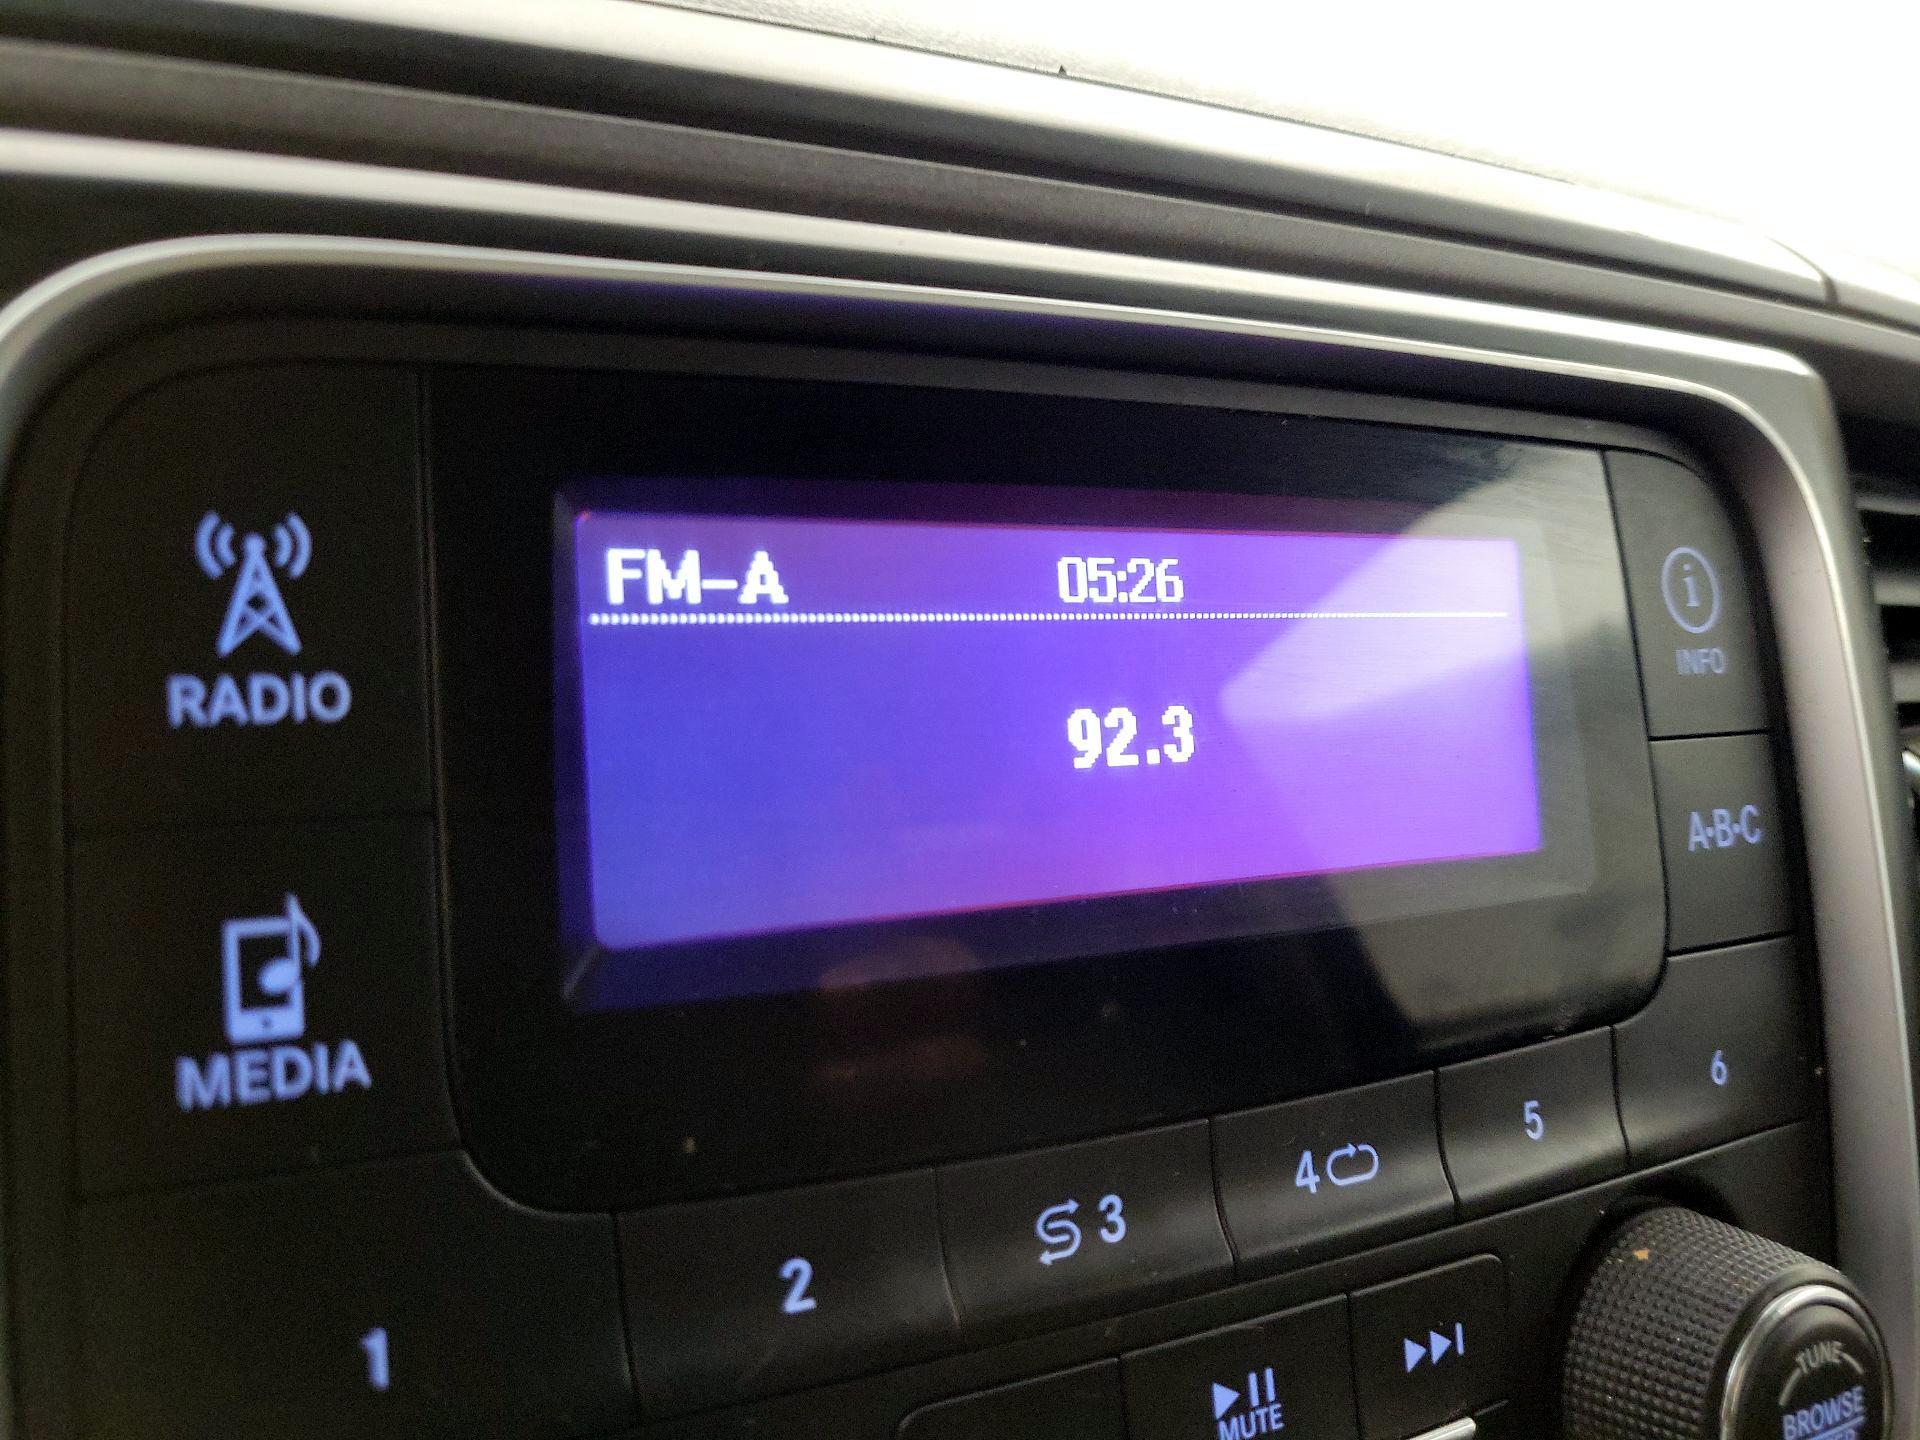 FM-A 05:26
92.3
RADIO
MEDIA
i
INFO
A·B·C
1
2
3
4
5
6
MUTE
TUNE
BROWSE